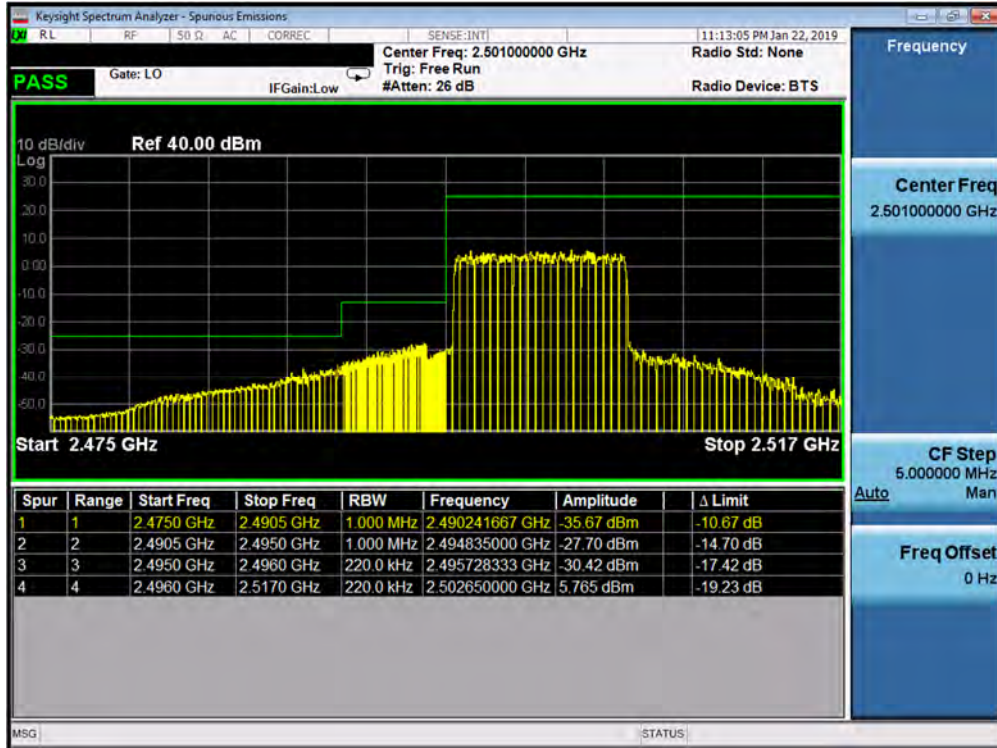 Keysight Spectrum Analyzer - Spurious Emissions
LXI RL RF 50 Ω AC CORREC SENSE:INT 11:13:05 PM Jan 22, 2019
Center Freq: 2.501000000 GHz Radio Std: None
PASS Gate: LO Trig: Free Run
IFGain:Low #Atten: 26 dB Radio Device: BTS
10 dB/div Ref 40.00 dBm
Log
30.0
20.0
10.0
0.00
-10.0
-20.0
-30.0
-40.0
-50.0
Start 2.475 GHz Stop 2.517 GHz
Spur Range Start Freq Stop Freq RBW Frequency Amplitude Δ Limit
1 1 2.4750 GHz 2.4905 GHz 1.000 MHz 2.490241667 GHz -35.67 dBm -10.67 dB
2 2 2.4905 GHz 2.4950 GHz 1.000 MHz 2.494835000 GHz -27.70 dBm -14.70 dB
3 3 2.4950 GHz 2.4960 GHz 220.0 kHz 2.495728333 GHz -30.42 dBm -17.42 dB
4 4 2.4960 GHz 2.5170 GHz 220.0 kHz 2.502650000 GHz 5.765 dBm -19.23 dB
MSG STATUS
Frequency
Center Freq
2.501000000 GHz
CF Step
5.000000 MHz
Auto Man
Freq Offset
0 Hz